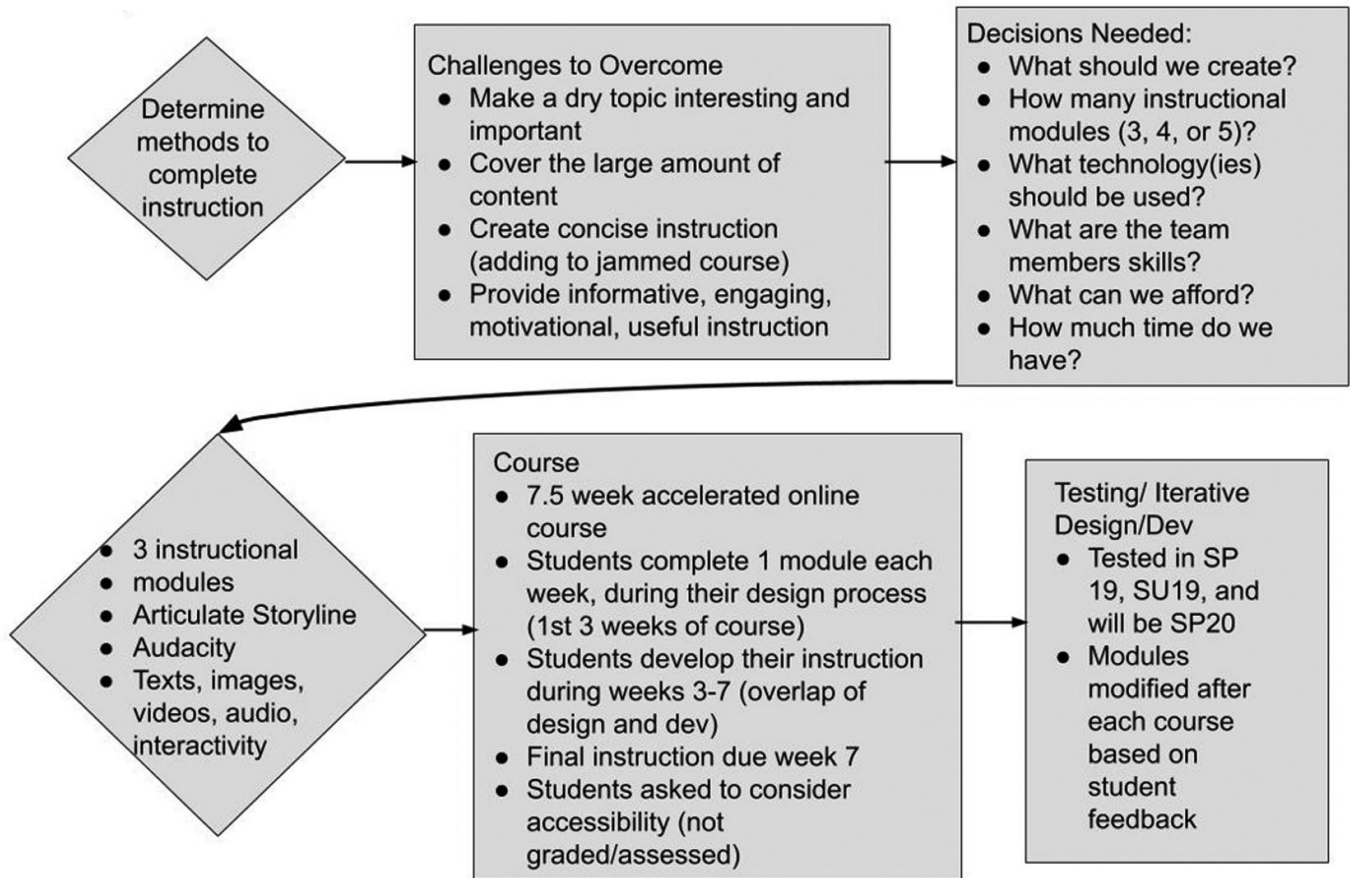 Determine
methods to
complete
instruction
Challenges to Overcome
● Make a dry topic interesting and
important
● Cover the large amount of
content
● Create concise instruction
(adding to jammed course)
● Provide informative, engaging,
motivational, useful instruction
Decisions Needed:
● What should we create?
● How many instructional
modules (3, 4, or 5)?
● What technology(ies)
should be used?
● What are the team
members skills?
● What can we afford?
● How much time do we
have?
● 3 instructional
● modules
● Articulate Storyline
● Audacity
● Texts, images,
videos, audio,
interactivity
Course
● 7.5 week accelerated online
course
● Students complete 1 module each
week, during their design process
(1st 3 weeks of course)
● Students develop their instruction
during weeks 3-7 (overlap of
design and dev)
● Final instruction due week 7
● Students asked to consider
accessibility (not
graded/assessed)
Testing/ Iterative
Design/Dev
● Tested in SP
19, SU19, and
will be SP20
● Modules
modified after
each course
based on
student
feedback